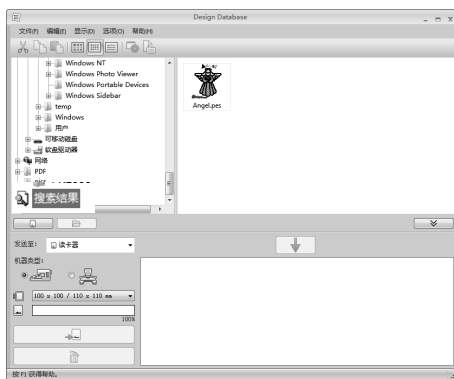 Design Database
文件(F) 编辑(E) 显示(D) 选项(O) 帮助(H)
Windows NT
Windows Photo Viewer
Windows Portable Devices
Windows Sidebar
temp
Windows
用户
可移动磁盘
软盘驱动器
网络
PDF
搜索结果
Angel.pes
发送至: 读卡器
机器类型:
100 x 100 / 110 x 110 mm
100%
按 F1 获得帮助。